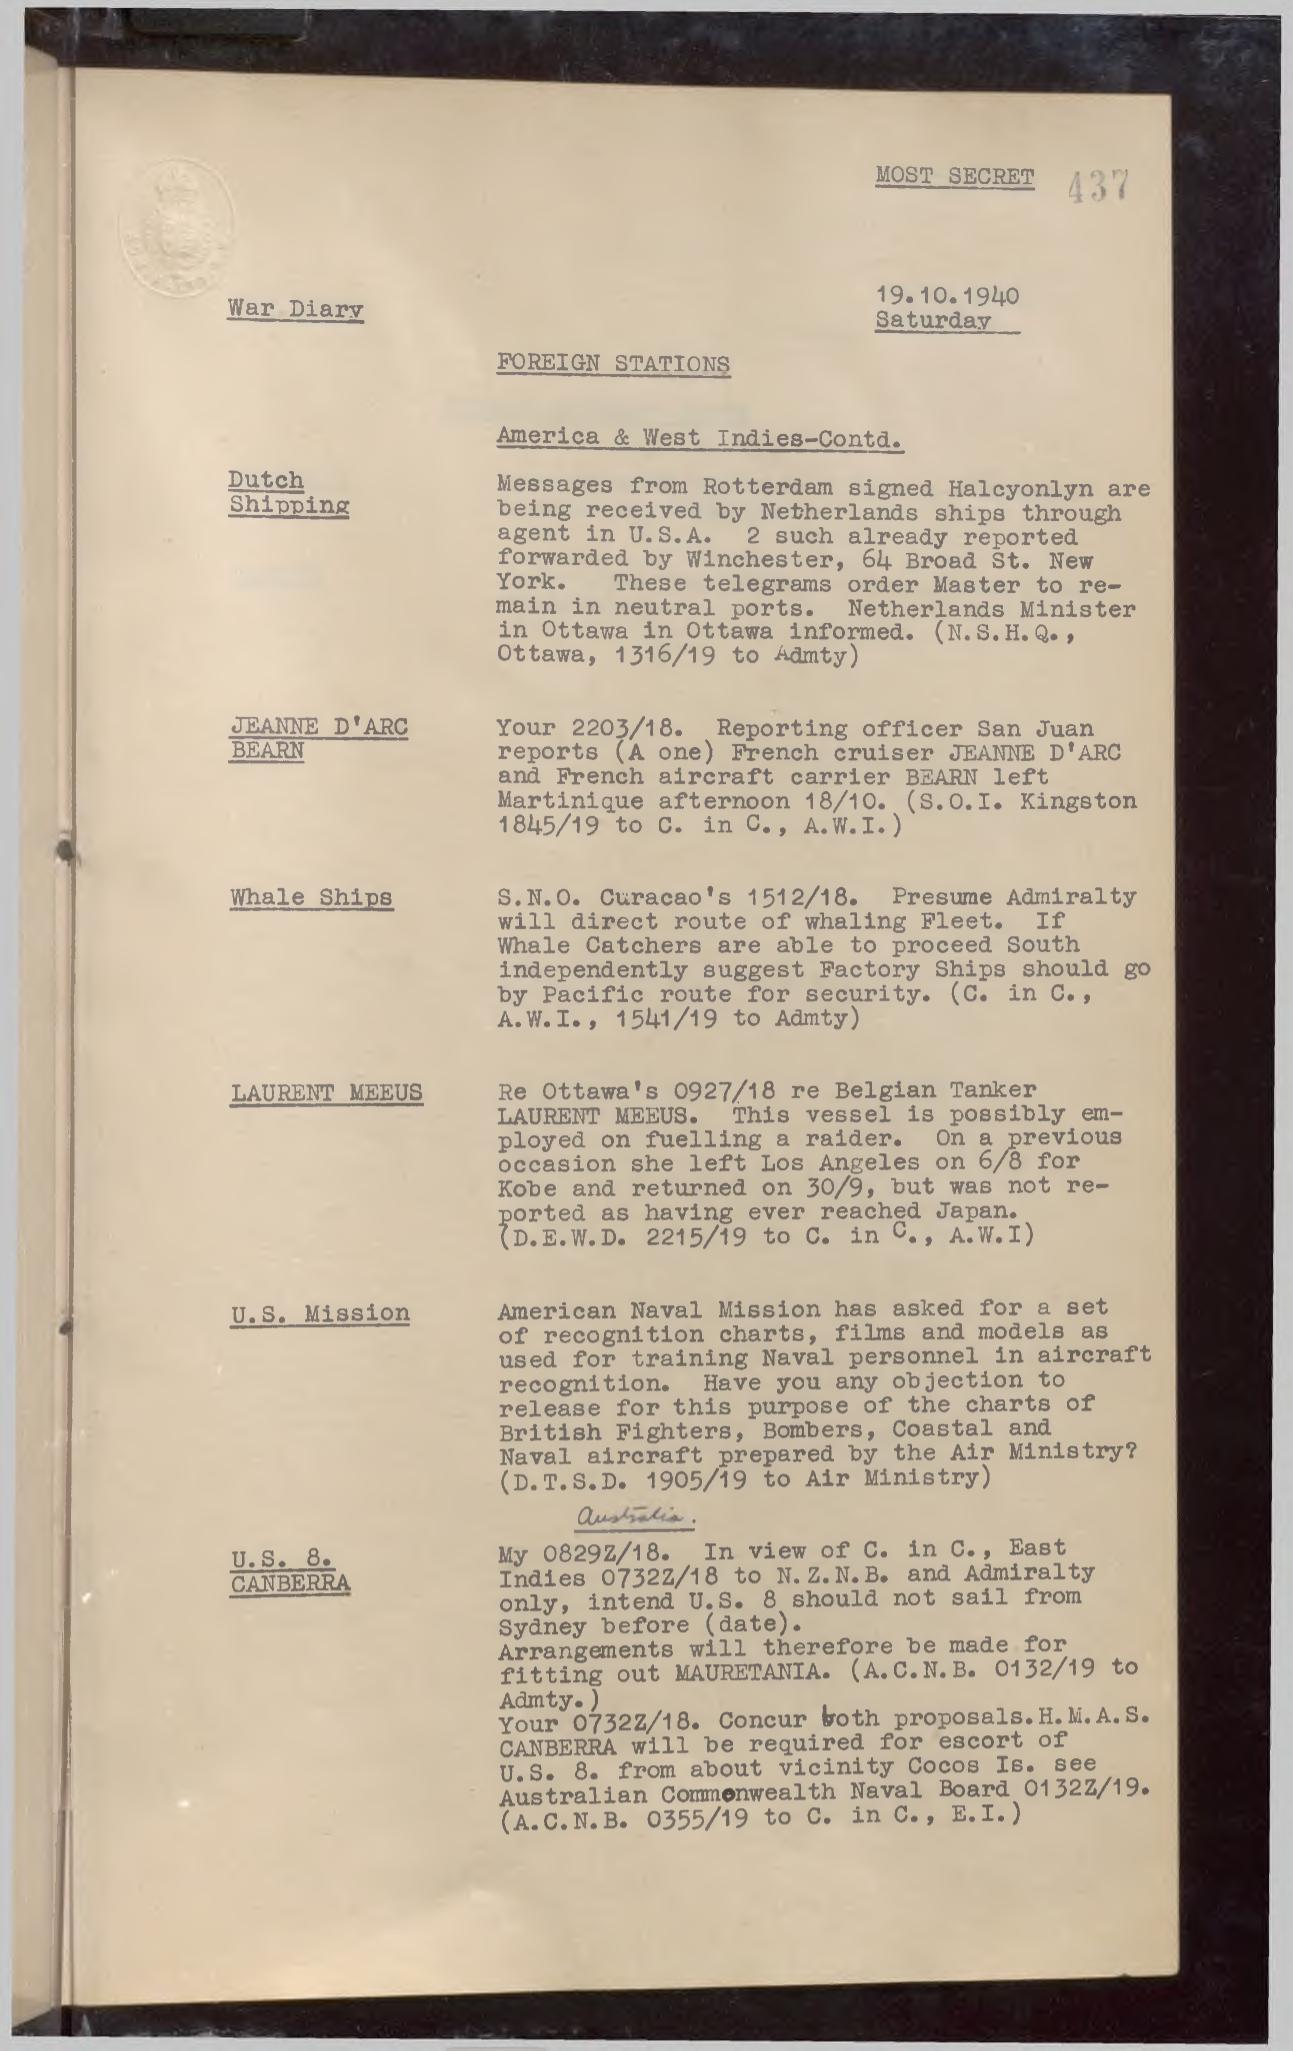 MOST SECRET 437
19.10.1940
War Diary
Saturday
FOREIGN STATIONS
America & West Indies-Contd.
Dutch
Shipping
Messages from Rotterdam signed Halcyonlyn are
being received by Netherlands ships through
agent in U.S.A. 2 such already reported
forwarded by Winchester, 64 Broad St. New
York. These telegrams order Master to re-
main in neutral ports. Netherlands Minister
in Ottawa in Ottawa informed. (N.S.H.Q.,
Ottawa, 1316/19 to Admty)
JEANNE D'ARC
BEARN
Your 2203/18. Reporting officer San Juan
reports (A one) French cruiser JEANNE D'ARC
and French aircraft carrier BEARN left
Martinique afternoon 18/10. (S.O.I. Kingston
1845/19 to C. in C., A.W.I.)
Whale Ships
S.N.O. Curacao's 1512/18. Presume Admiralty
will direct route of whaling Fleet. If
Whale Catchers are able to proceed South
independently suggest Factory Ships should go
by Pacific route for security. (C. in C.,
A.W.I., 1541/19 to Admty)
LAURENT MEEUS
Re Ottawa's 0927/18 re Belgian Tanker
LAURENT MEEUS. This vessel is possibly em-
ployed on fuelling a raider. On a previous
occasion she left Los Angeles on 6/8 for
Kobe and returned on 30/9, but was not re-
ported as having ever reached Japan.
(D.E.W.D. 2215/19 to C. in C., A.W.I)
U.S. Mission
American Naval Mission has asked for a set
of recognition charts, films and models as
used for training Naval personnel in aircraft
recognition. Have you any objection to
release for this purpose of the charts of
British Fighters, Bombers, Coastal and
Naval aircraft prepared by the Air Ministry?
(D.T.S.D. 1905/19 to Air Ministry)
Australia.
U.S. 8.
CANBERRA
My 0829Z/18. In view of C. in C., East
Indies 0732Z/18 to N.Z.N.B. and Admiralty
only, intend U.S. 8 should not sail from
Sydney before (date).
Arrangements will therefore be made for
fitting out MAURETANIA. (A.C.N.B. 0132/19 to
Admty.)
Your 0732Z/18. Concur both proposals.H.M.A.S.
CANBERRA will be required for escort of
U.S. 8. from about vicinity Cocos Is. see
Australian Commonwealth Naval Board 0132Z/19.
(A.C.N.B. 0355/19 to C. in C., E.I.)